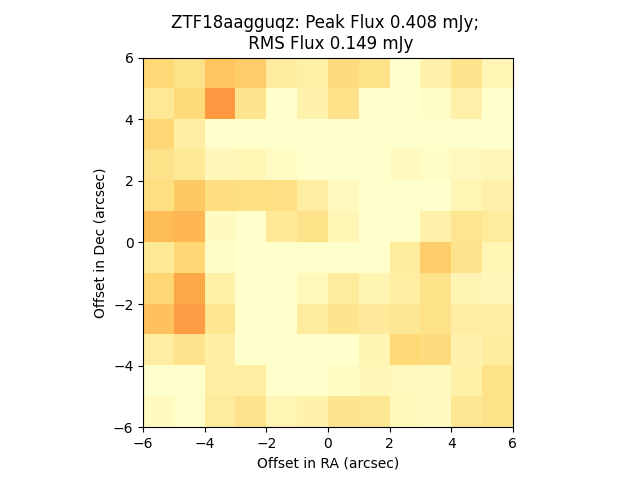 ZTF18aagguqz: Peak Flux 0.408 mJy;
RMS Flux 0.149 mJy
6
4
2
0
−2
−4
−6
Offset in Dec (arcsec)
−6 −4 −2 0 2 4 6
Offset in RA (arcsec)